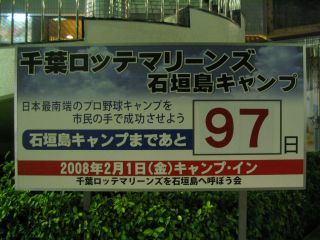 千葉ロッテマリーンズ
石垣島キャンプ
日本最南端のプロ野球キャンプを
市民の手で成功させよう
石垣島キャンプまであと
97日
2008年2月1日(金)キャンプ・イン
千葉ロッテマリーンズを石垣島へ呼ぼう会